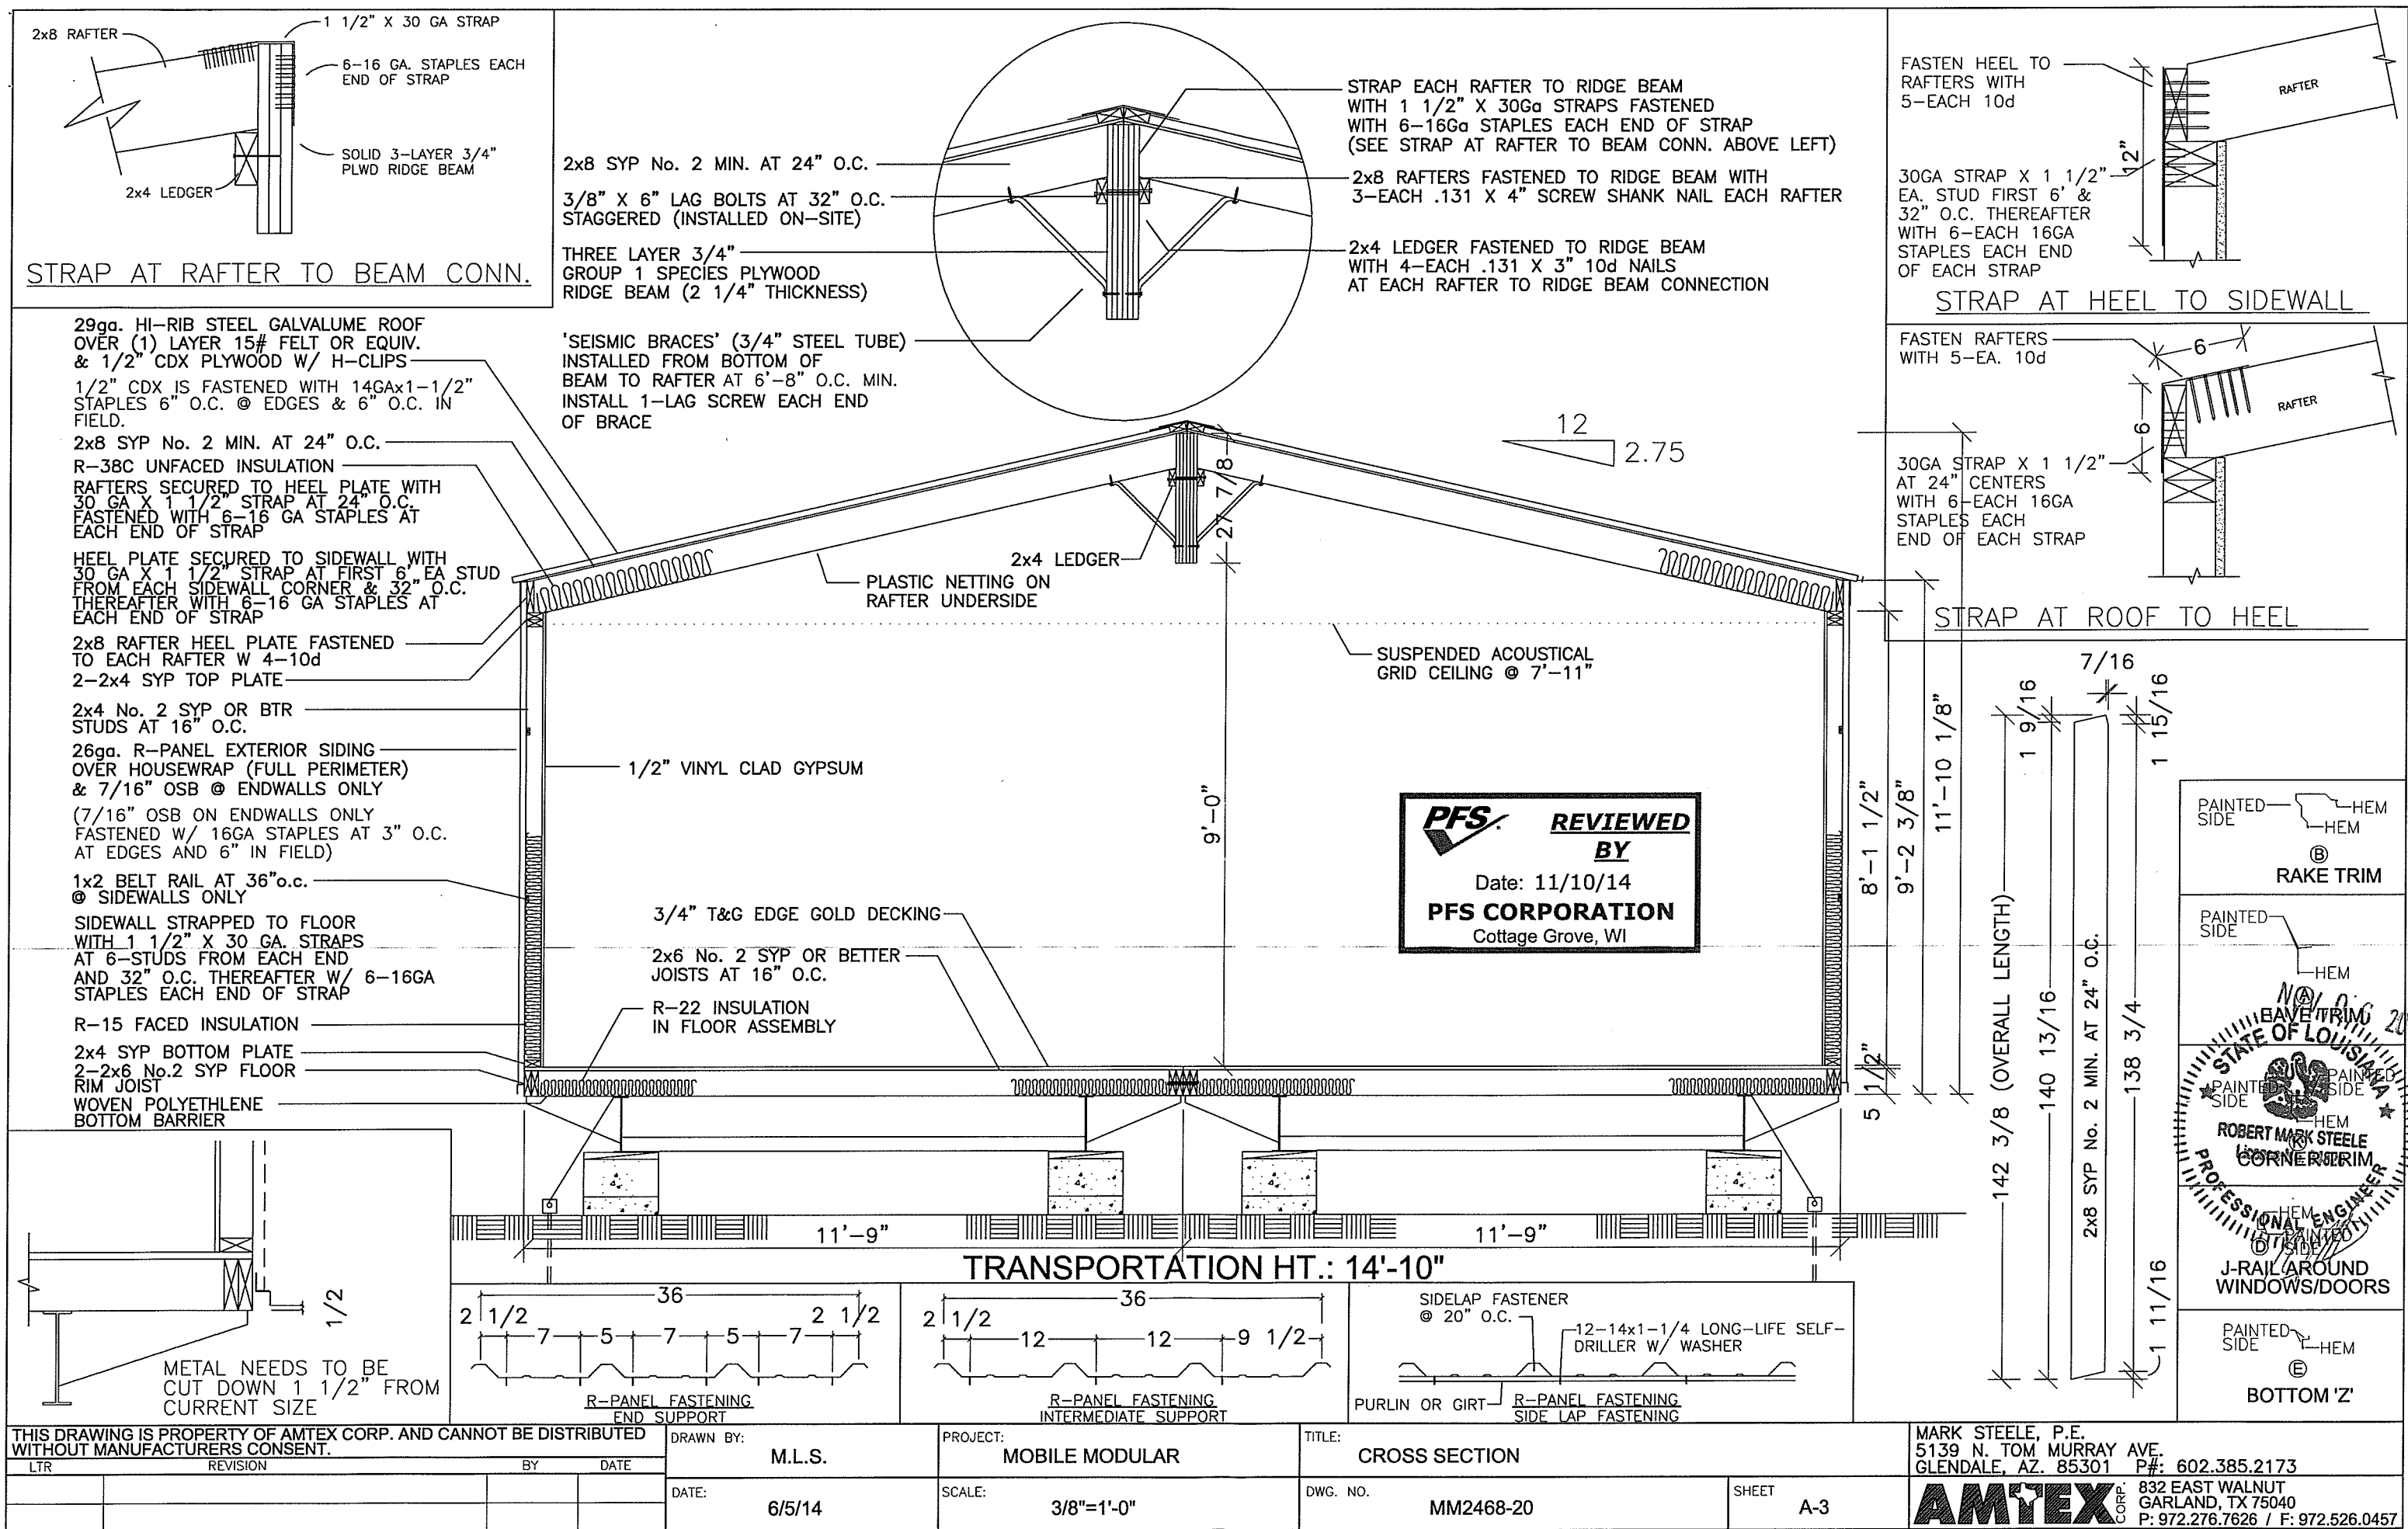 2x8 RAFTER
1 1/2" X 30 GA STRAP
6-16 GA. STAPLES EACH
END OF STRAP
SOLID 3-LAYER 3/4"
PLWD RIDGE BEAM
2x4 LEDGER
STRAP AT RAFTER TO BEAM CONN.
2x8 SYP No. 2 MIN. AT 24" O.C.
3/8" X 6" LAG BOLTS AT 32" O.C.
STAGGERED (INSTALLED ON-SITE)
THREE LAYER 3/4"
GROUP 1 SPECIES PLYWOOD
RIDGE BEAM (2 1/4" THICKNESS)
'SEISMIC BRACES' (3/4" STEEL TUBE)
INSTALLED FROM BOTTOM OF
BEAM TO RAFTER AT 6'-8" O.C. MIN.
INSTALL 1-LAG SCREW EACH END
OF BRACE
STRAP EACH RAFTER TO RIDGE BEAM
WITH 1 1/2" X 30Ga STRAPS FASTENED
WITH 6-16Ga STAPLES EACH END OF STRAP
(SEE STRAP AT RAFTER TO BEAM CONN. ABOVE LEFT)
2x8 RAFTERS FASTENED TO RIDGE BEAM WITH
3-EACH .131 X 4" SCREW SHANK NAIL EACH RAFTER
2x4 LEDGER FASTENED TO RIDGE BEAM
WITH 4-EACH .131 X 3" 10d NAILS
AT EACH RAFTER TO RIDGE BEAM CONNECTION
FASTEN HEEL TO
RAFTERS WITH
5-EACH 10d
RAFTER
12"
30GA STRAP X 1 1/2"
EA. STUD FIRST 6' &
32" O.C. THEREAFTER
WITH 6-EACH 16GA
STAPLES EACH END
OF EACH STRAP
STRAP AT HEEL TO SIDEWALL
FASTEN RAFTERS
WITH 5-EA. 10d
6
RAFTER
6
30GA STRAP X 1 1/2"
AT 24" CENTERS
WITH 6-EACH 16GA
STAPLES EACH
END OF EACH STRAP
STRAP AT ROOF TO HEEL
29ga. HI-RIB STEEL GALVALUME ROOF
OVER (1) LAYER 15# FELT OR EQUIV.
& 1/2" CDX PLYWOOD W/ H-CLIPS
1/2" CDX IS FASTENED WITH 14GAx1-1/2"
STAPLES 6" O.C. @ EDGES & 6" O.C. IN
FIELD.
2x8 SYP No. 2 MIN. AT 24" O.C.
R-38C UNFACED INSULATION
RAFTERS SECURED TO HEEL PLATE WITH
30 GA X 1 1/2" STRAP AT 24" O.C.
FASTENED WITH 6-16 GA STAPLES AT
EACH END OF STRAP
HEEL PLATE SECURED TO SIDEWALL WITH
30 GA X 1 1/2" STRAP AT FIRST 6' EA STUD
FROM EACH SIDEWALL CORNER & 32" O.C.
THEREAFTER WITH 6-16 GA STAPLES AT
EACH END OF STRAP
2x8 RAFTER HEEL PLATE FASTENED
TO EACH RAFTER W 4-10d
2-2x4 SYP TOP PLATE
2x4 No. 2 SYP OR BTR
STUDS AT 16" O.C.
26ga. R-PANEL EXTERIOR SIDING
OVER HOUSEWRAP (FULL PERIMETER)
& 7/16" OSB @ ENDWALLS ONLY
(7/16" OSB ON ENDWALLS ONLY
FASTENED W/ 16GA STAPLES AT 3" O.C.
AT EDGES AND 6" IN FIELD)
1x2 BELT RAIL AT 36"o.c.
@ SIDEWALLS ONLY
SIDEWALL STRAPPED TO FLOOR
WITH 1 1/2" X 30 GA. STRAPS
AT 6-STUDS FROM EACH END
AND 32" O.C. THEREAFTER W/ 6-16GA
STAPLES EACH END OF STRAP
R-15 FACED INSULATION
2x4 SYP BOTTOM PLATE
2-2x6 No.2 SYP FLOOR
RIM JOIST
WOVEN POLYETHLENE
BOTTOM BARRIER
12
2.75
27 7/8
2x4 LEDGER
PLASTIC NETTING ON
RAFTER UNDERSIDE
SUSPENDED ACOUSTICAL
GRID CEILING @ 7'-11"
1/2" VINYL CLAD GYPSUM
9'-0"
PFS
REVIEWED
BY
Date: 11/10/14
PFS CORPORATION
Cottage Grove, WI
3/4" T&G EDGE GOLD DECKING
2x6 No. 2 SYP OR BETTER
JOISTS AT 16" O.C.
R-22 INSULATION
IN FLOOR ASSEMBLY
8'-1 1/2"
9'-2 3/8"
11'-10 1/8"
5 1/2"
11'-9"
11'-9"
TRANSPORTATION HT.: 14'-10"
7/16
1 9/16
1 15/16
142 3/8 (OVERALL LENGTH)
140 13/16
2x8 SYP No. 2 MIN. AT 24" O.C.
138 3/4
1 11/16
PAINTED
SIDE
HEM
HEM
B
RAKE TRIM
PAINTED
SIDE
HEM
A
EAVE TRIM
STATE OF LOUISIANA
PAINTED
SIDE
PAINTED
SIDE
HEM
ROBERT MARK STEELE
K
CORNER TRIM
PROFESSIONAL ENGINEER
HEM
PAINTED
SIDE
D
J-RAIL AROUND
WINDOWS/DOORS
PAINTED
SIDE
HEM
E
BOTTOM 'Z'
1/2
METAL NEEDS TO BE
CUT DOWN 1 1/2" FROM
CURRENT SIZE
36
2 1/2
2 1/2
7
5
7
5
7
R-PANEL FASTENING
END SUPPORT
36
2 1/2
12
12
9 1/2
R-PANEL FASTENING
INTERMEDIATE SUPPORT
SIDELAP FASTENER
@ 20" O.C.
12-14x1-1/4 LONG-LIFE SELF-
DRILLER W/ WASHER
PURLIN OR GIRT
R-PANEL FASTENING
SIDE LAP FASTENING
THIS DRAWING IS PROPERTY OF AMTEX CORP. AND CANNOT BE DISTRIBUTED
WITHOUT MANUFACTURERS CONSENT.
LTR REVISION BY DATE
DRAWN BY:
M.L.S.
DATE:
6/5/14
PROJECT:
MOBILE MODULAR
SCALE:
3/8"=1'-0"
TITLE:
CROSS SECTION
DWG. NO.
MM2468-20
SHEET
A-3
MARK STEELE, P.E.
5139 N. TOM MURRAY AVE.
GLENDALE, AZ. 85301 P#: 602.385.2173
AMTEX CORP.
832 EAST WALNUT
GARLAND, TX 75040
P: 972.276.7626 / F: 972.526.0457